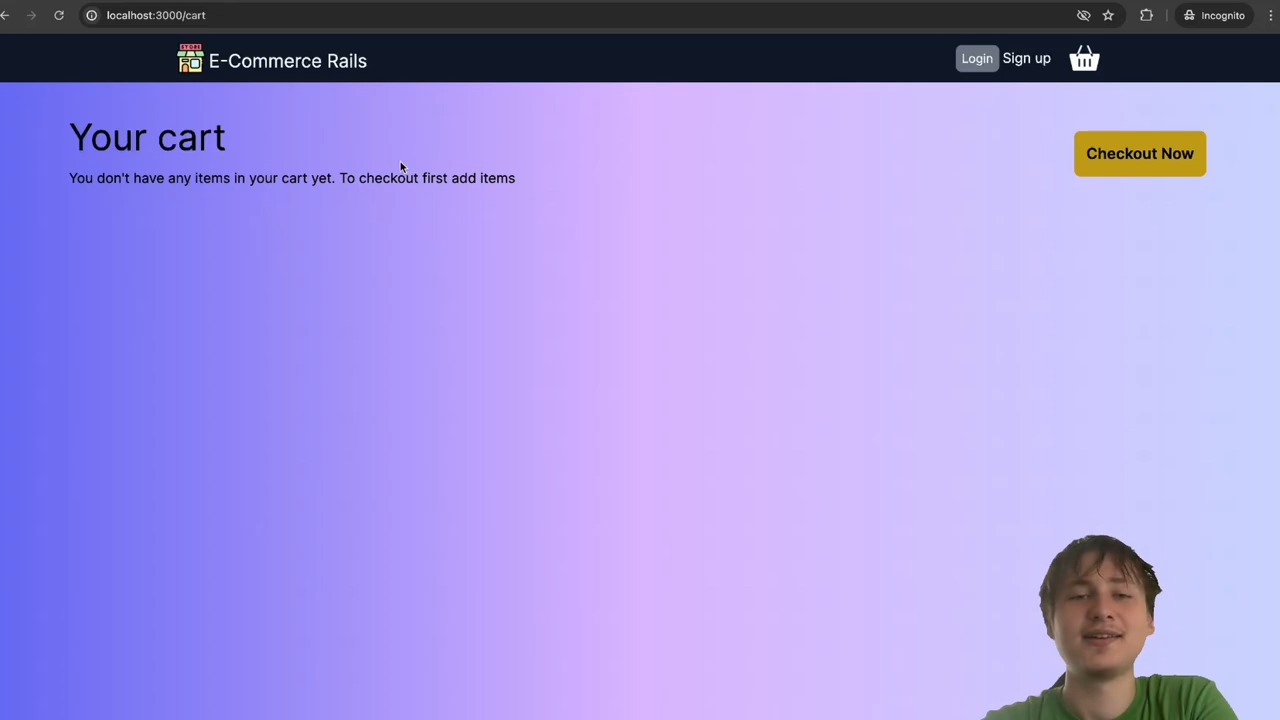 localhost:3000/cart
Incognito
STORE
E-Commerce Rails
Login
Sign up
Your cart
Checkout Now
You don't have any items in your cart yet. To checkout first add items